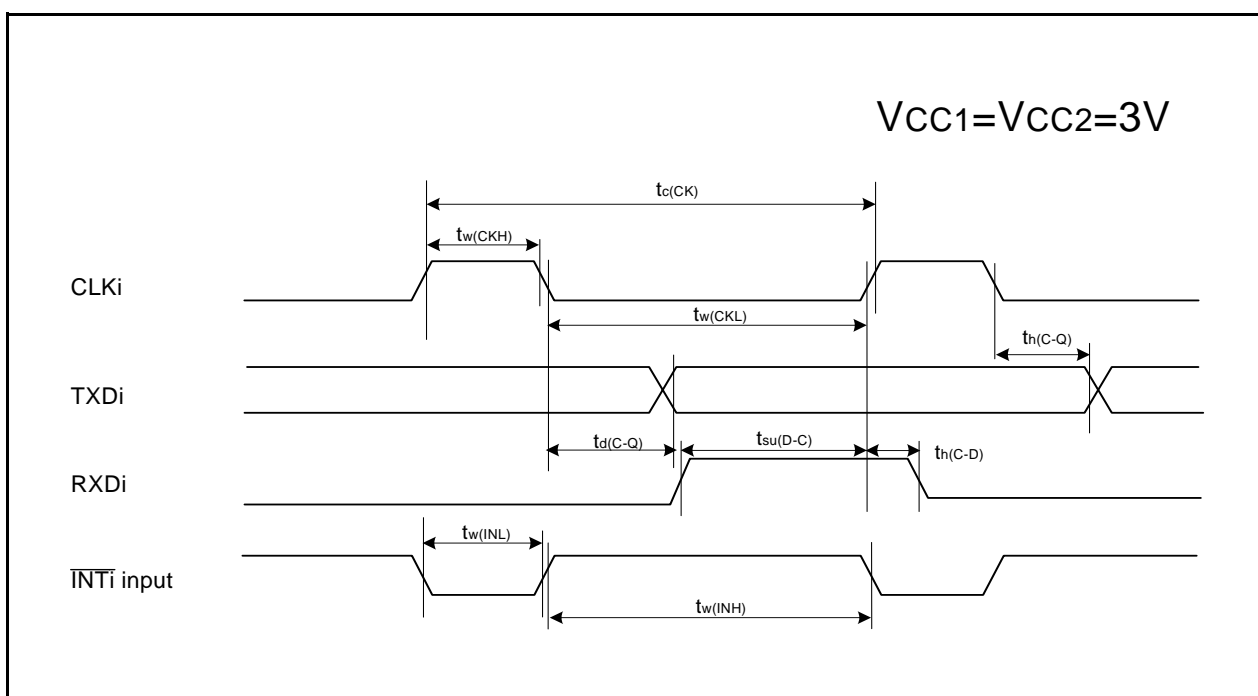 VCC1=VCC2=3V
tc(CK)
tw(CKH)
CLKi
tw(CKL)
th(C-Q)
TXDi
td(C-Q)
tsu(D-C)
th(C-D)
RXDi
tw(INL)
INTi input
tw(INH)